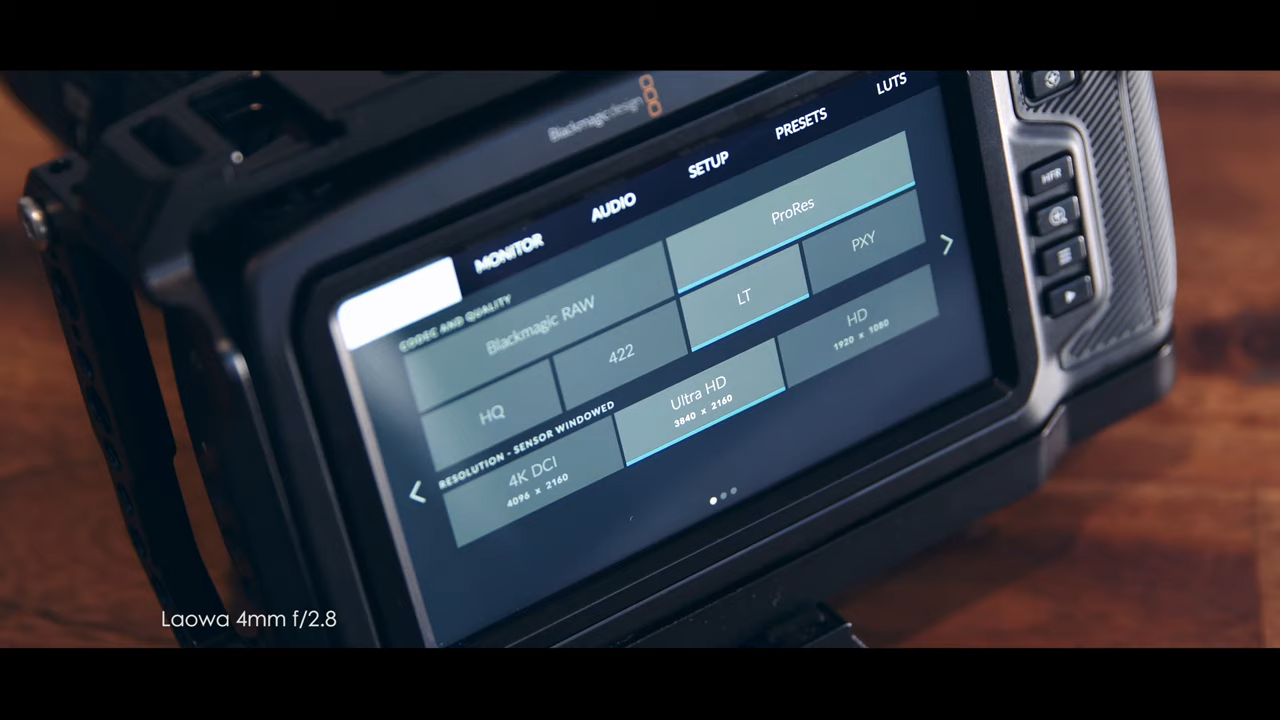 Blackmagicdesign
MONITOR AUDIO SETUP PRESETS LUTS
CODEC AND QUALITY
Blackmagic RAW ProRes
HQ 422 LT PXY
RESOLUTION - SENSOR WINDOWED
4K DCI
4096 x 2160
Ultra HD
3840 x 2160
HD
1920 x 1080
HFR
Laowa 4mm f/2.8